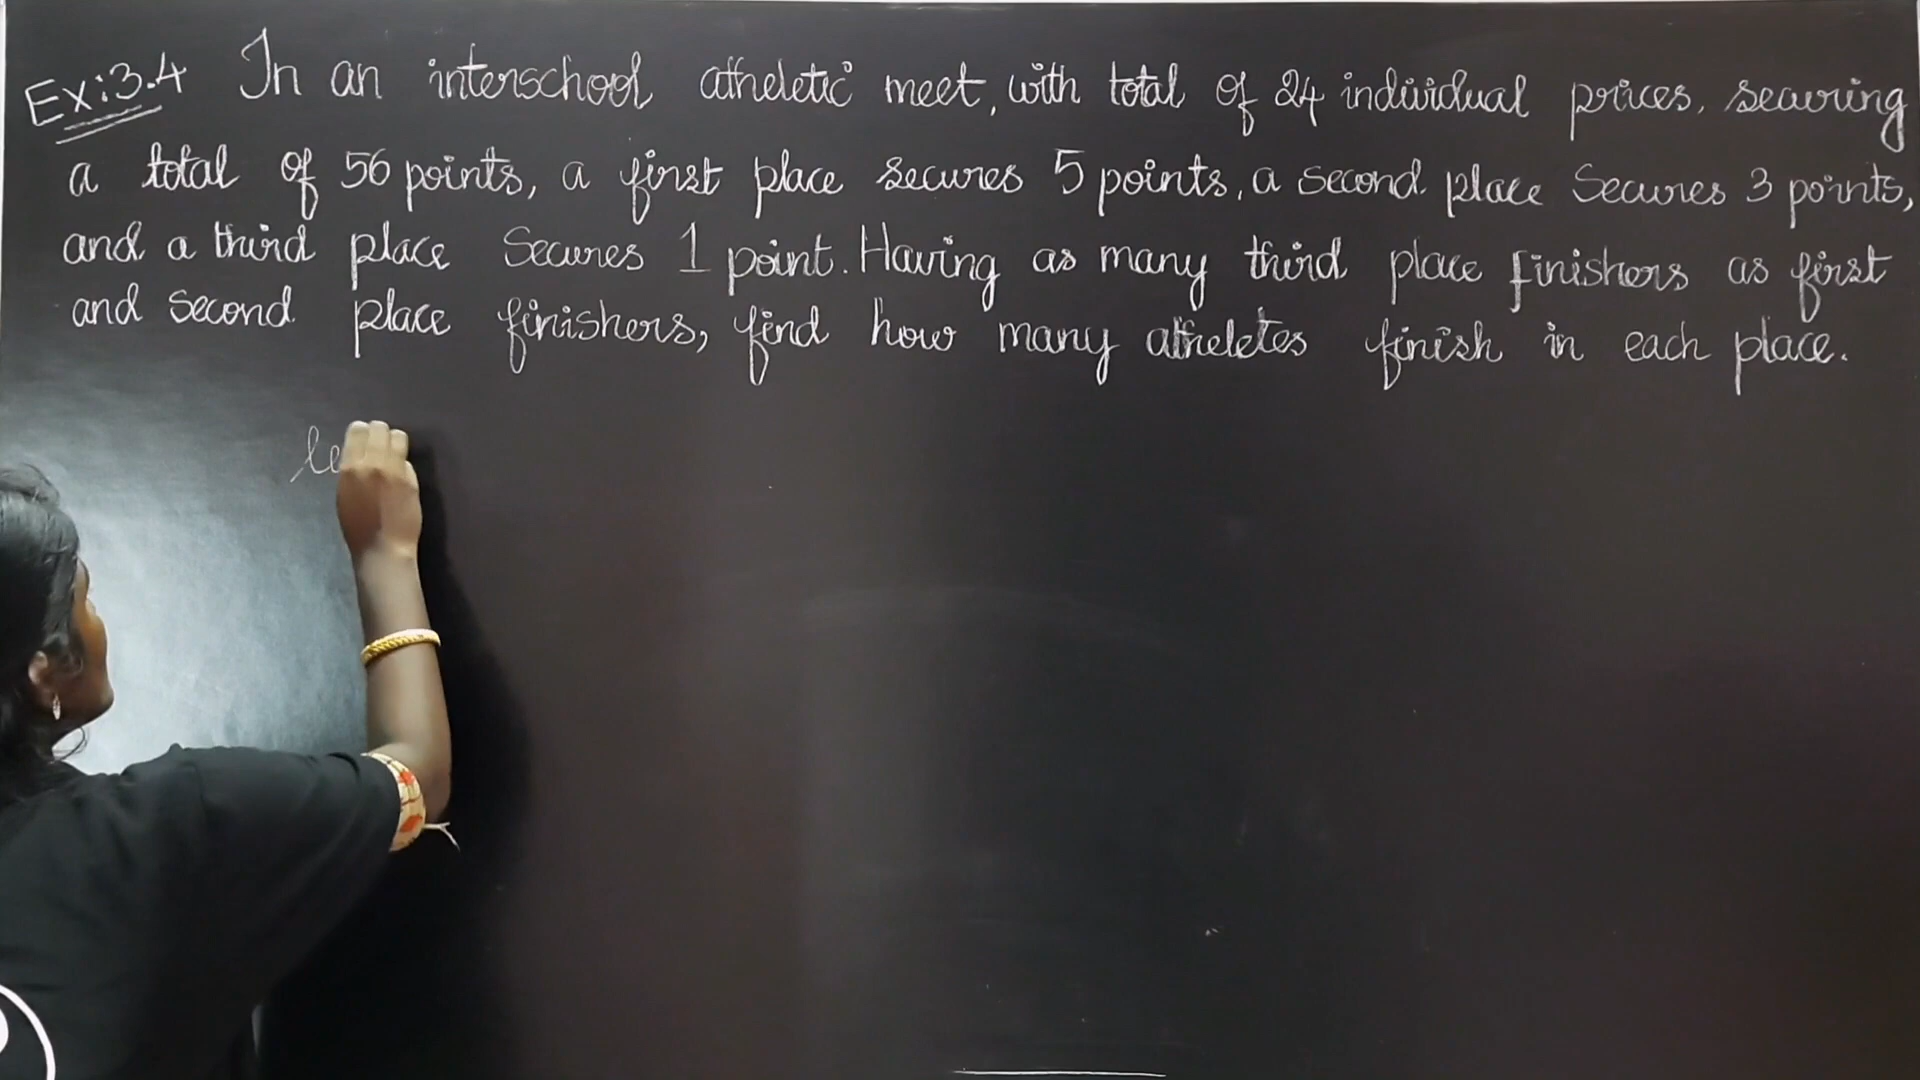 Ex:3.4 In an interschool atheletic meet, with total of 24 individual prices, securing
a total of 56 points, a first place secures 5 points, a second place secures 3 points,
and a third place secures 1 point. Having as many third place finishers as first
and second place finishers, find how many atheletes finish in each place.
le